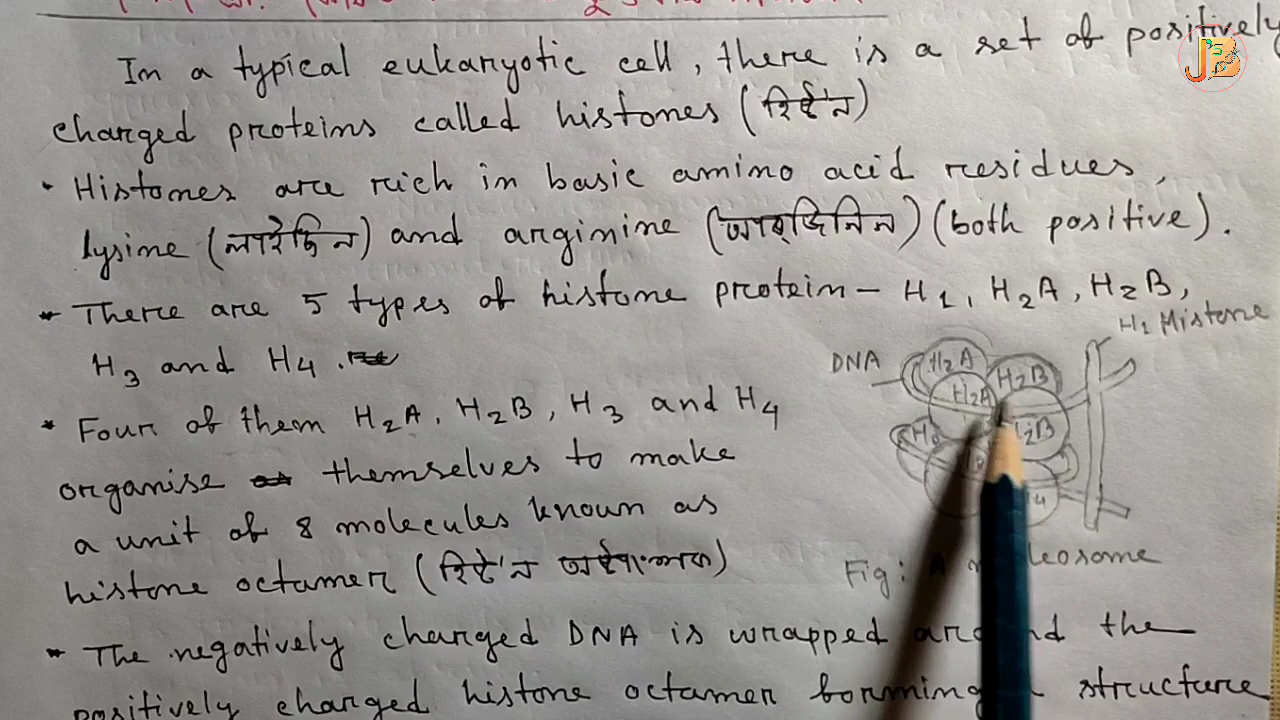 In a typical eukaryotic cell, there is a set of positively
charged proteins called histones (হিস্টোন)
• Histones are rich in basic amino acid residues,
lysine (লাইসিন) and arginine (আরজিনিন) (both positive).
* There are 5 types of histone protein - H1, H2A, H2B,
H3 and H4.
* Four of them H2A, H2B, H3 and H4
organise themselves to make
a unit of 8 molecules known as
histone octamer (হিস্টোন
* The negatively charged DNA is wrapped around the
positively charged histone octamer forming structure
H1 Histone
DNA
H2A
H2B
H2A
H2B
Fig: A